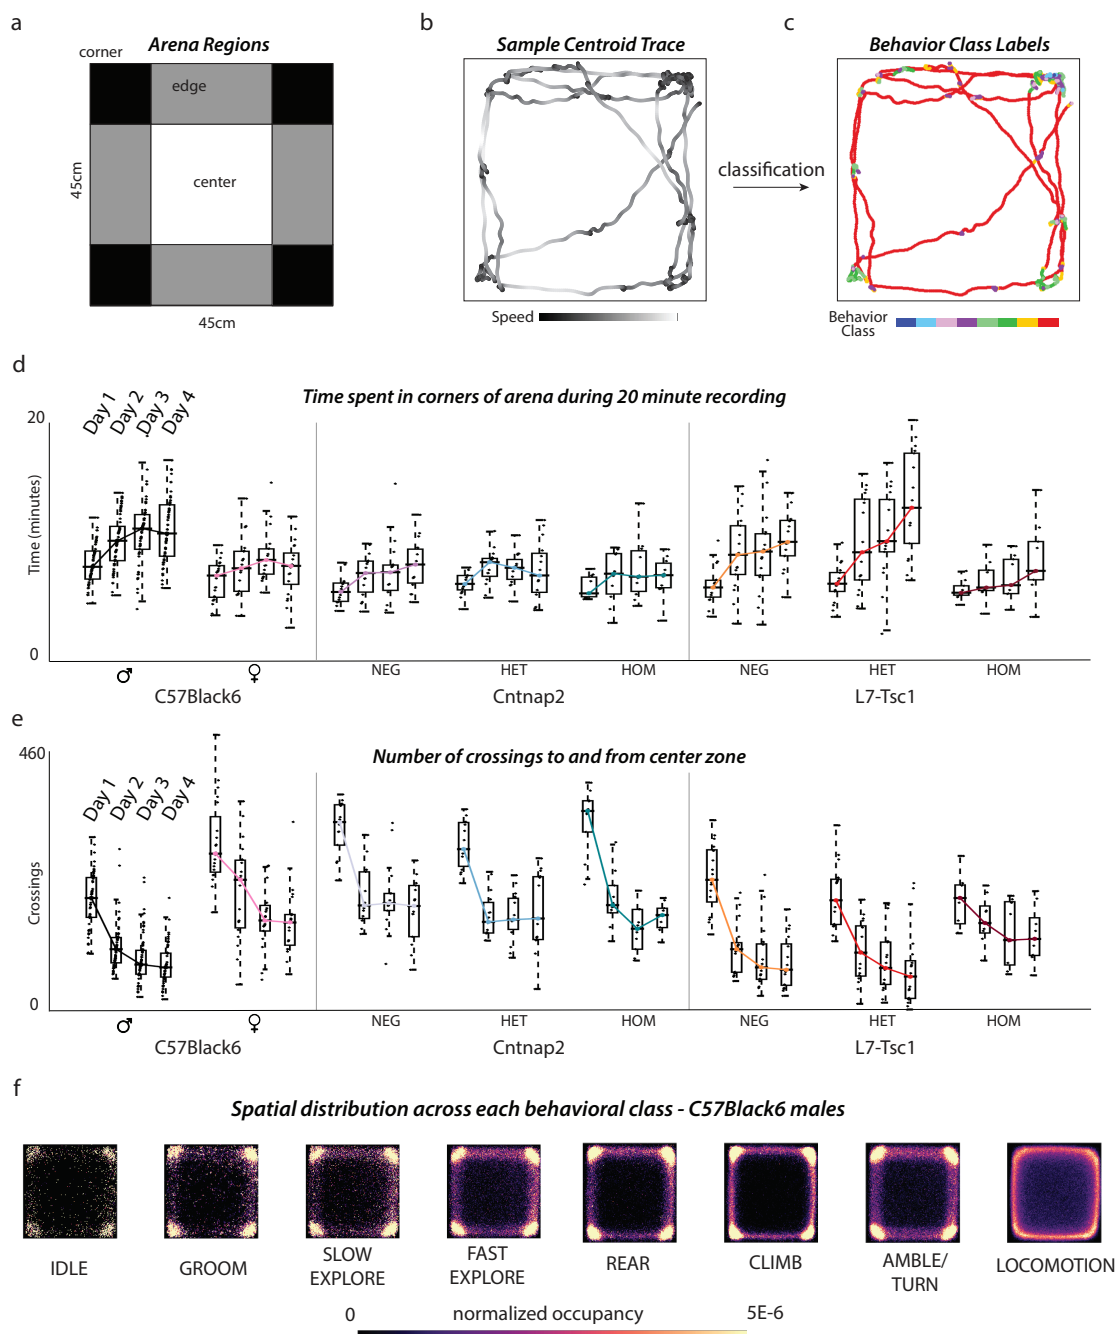 a
Arena Regions
corner
edge
center
45cm
45cm
b
Sample Centroid Trace
Speed
classification
c
Behavior Class Labels
Behavior
Class
d
Time spent in corners of arena during 20 minute recording
Day 1
Day 2
Day 3
Day 4
20
Time (minutes)
0
♂
♀
NEG
HET
HOM
NEG
HET
HOM
C57Black6
Cntnap2
L7-Tsc1
e
Number of crossings to and from center zone
460
Day 1
Day 2
Day 3
Day 4
Crossings
0
♂
♀
NEG
HET
HOM
NEG
HET
HOM
C57Black6
Cntnap2
L7-Tsc1
f
Spatial distribution across each behavioral class - C57Black6 males
IDLE
GROOM
SLOW
EXPLORE
FAST
EXPLORE
REAR
CLIMB
AMBLE/
TURN
LOCOMOTION
0
normalized occupancy
5E-6